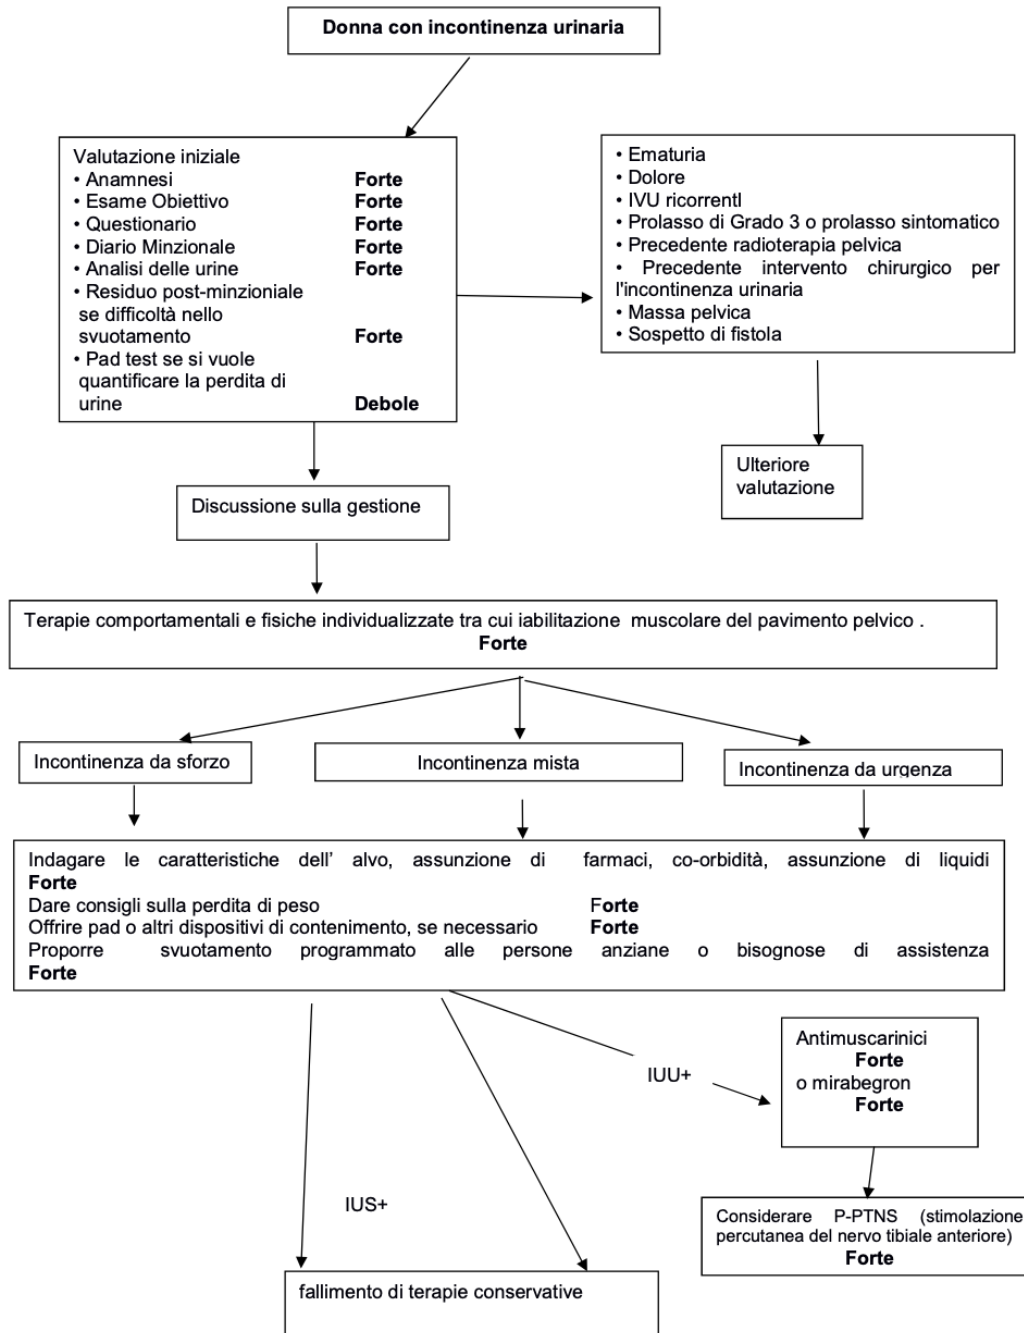 Donna con incontinenza urinaria
Valutazione iniziale
• Anamnesi Forte
• Esame Obiettivo Forte
• Questionario Forte
• Diario Minzionale Forte
• Analisi delle urine Forte
• Residuo post-minzioniale
se difficoltà nello
svuotamento Forte
• Pad test se si vuole
quantificare la perdita di
urine Debole
• Ematuria
• Dolore
• IVU ricorrentI
• Prolasso di Grado 3 o prolasso sintomatico
• Precedente radioterapia pelvica
• Precedente intervento chirurgico per
l'incontinenza urinaria
• Massa pelvica
• Sospetto di fistola
Ulteriore
valutazione
Discussione sulla gestione
Terapie comportamentali e fisiche individualizzate tra cui iabilitazione muscolare del pavimento pelvico .
Forte
Incontinenza da sforzo
Incontinenza mista
Incontinenza da urgenza
Indagare le caratteristiche dell' alvo, assunzione di farmaci, co-orbidità, assunzione di liquidi
Forte
Dare consigli sulla perdita di peso Forte
Offrire pad o altri dispositivi di contenimento, se necessario Forte
Proporre svuotamento programmato alle persone anziane o bisognose di assistenza
Forte
IUU+
Antimuscarinici
Forte
o mirabegron
Forte
IUS+
Considerare P-PTNS (stimolazione
percutanea del nervo tibiale anteriore)
Forte
fallimento di terapie conservative